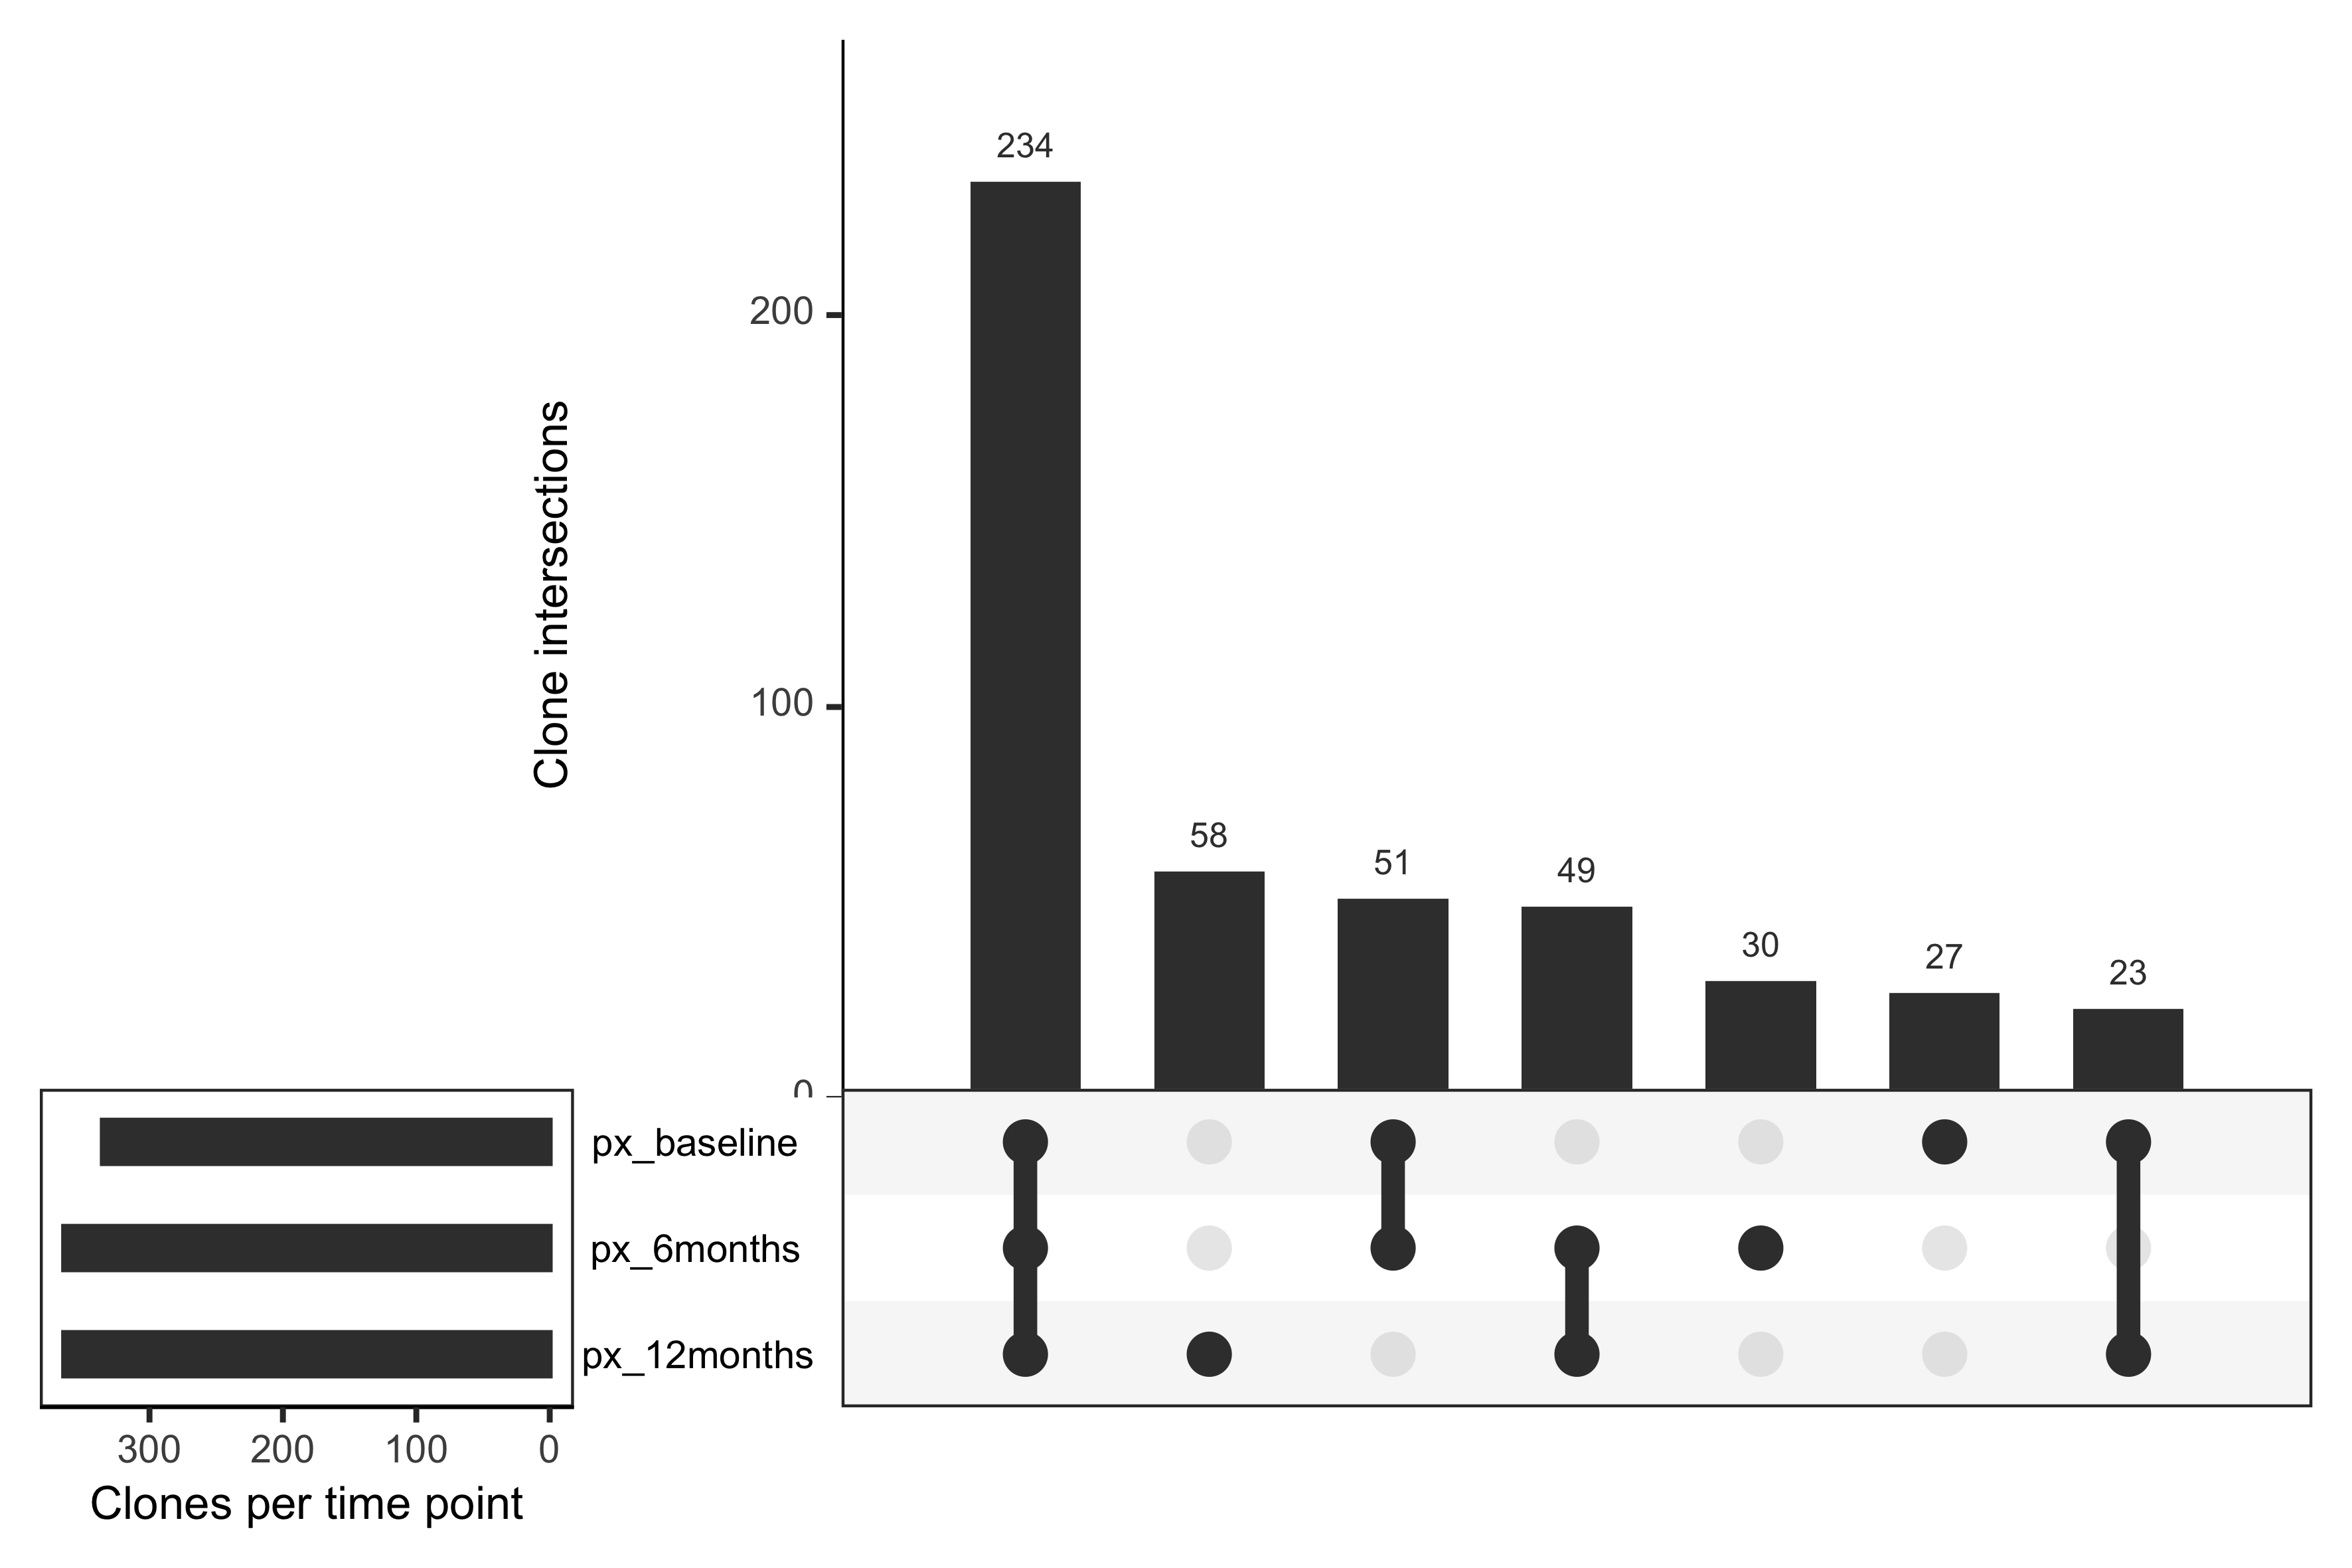 234
200
Clone intersections
100
58
51
49
30
27
23
0
px_baseline
px_6months
px_12months
300 200 100 0
Clones per time point